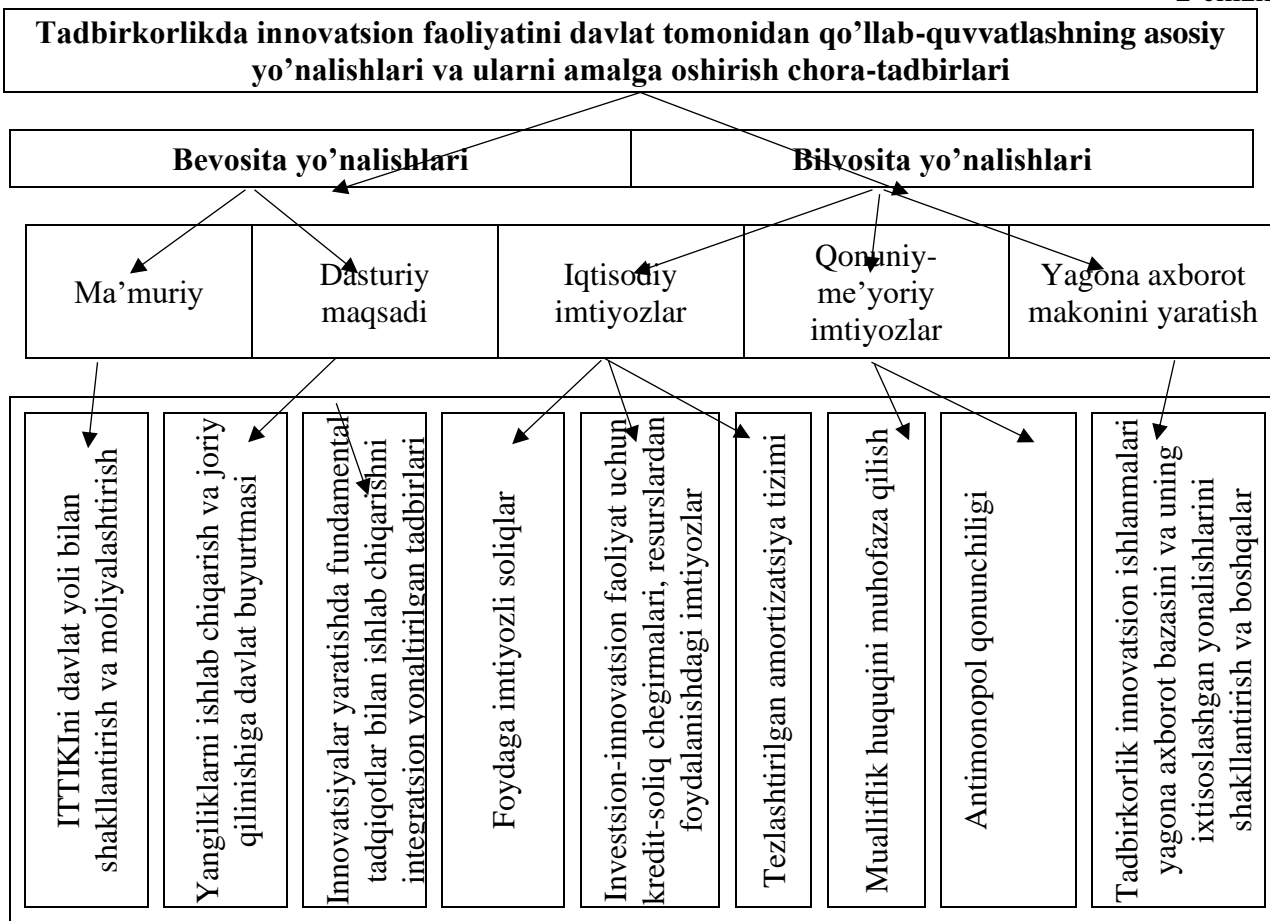 Tadbirkorlikda innovatsion faoliyatini davlat tomonidan qo’llab-quvvatlashning asosiy
yo’nalishlari va ularni amalga oshirish chora-tadbirlari
Bevosita yo’nalishlari
Bilvosita yo’nalishlari
Ma’muriy
Dasturiy
maqsadi
Iqtisodiy
imtiyozlar
Qonuniy-
me’yoriy
imtiyozlar
Yagona axborot
makonini yaratish
ITTIKIni davlat yoli bilan
shakllantirish va moliyalashtirish
Yangiliklarni ishlab chiqarish va joriy
qilinishiga davlat buyurtmasi
Innovatsiyalar yaratishda fundamental
tadqiqotlar bilan ishlab chiqarishni
integratsion yonaltirilgan tadbirlari
Foydaga imtiyozli soliqlar
Investsion-innovatsion faoliyat uchun
kredit-soliq chegirmalari, resurslardan
foydalanishdagi imtiyozlar
Tezlashtirilgan amortizatsiya tizimi
Mualliflik huquqini muhofaza qilish
Antimonopol qonunchiligi
Tadbirkorlik innovatsion ishlanmalari
yagona axborot bazasini va uning
ixtisoslashgan yonalishlarini
shakllantirish va boshqalar